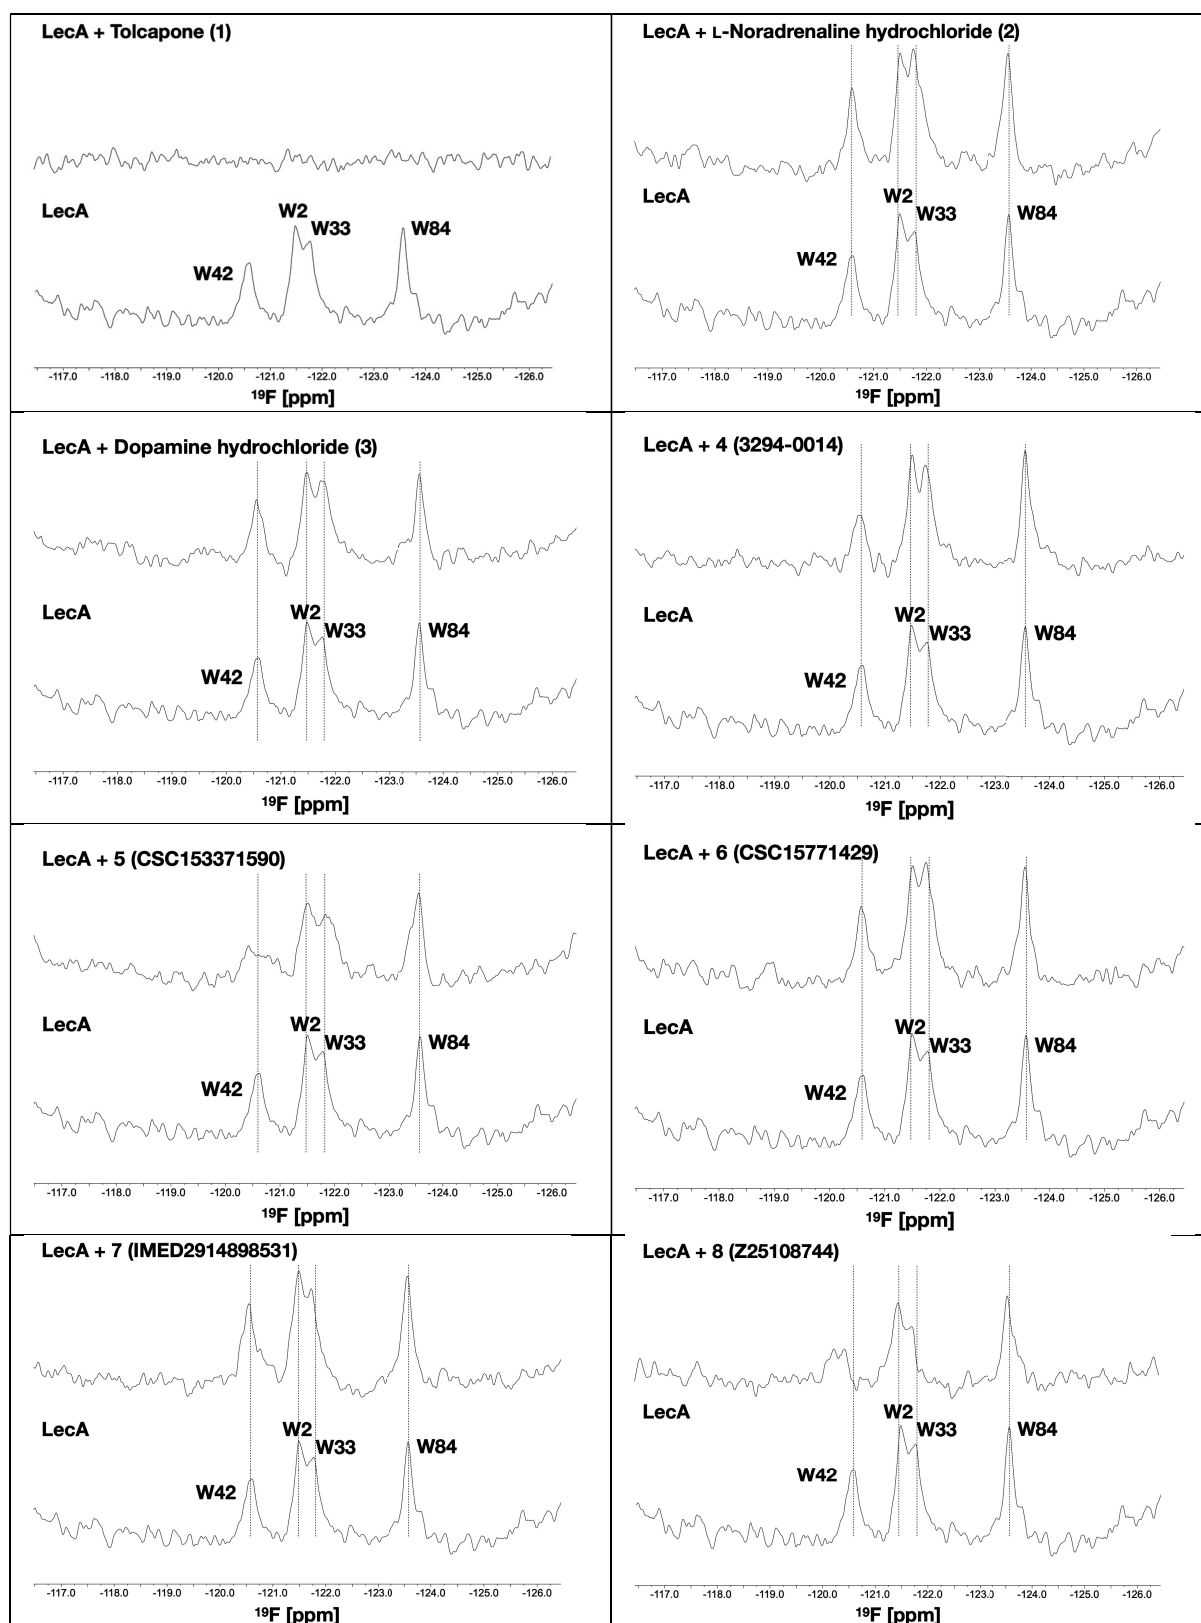 LecA + Tolcapone (1)
LecA
W42
W2
W33
W84
-117.0 -118.0 -119.0 -120.0 -121.0 -122.0 -123.0 -124.0 -125.0 -126.0
19F [ppm]
LecA + L-Noradrenaline hydrochloride (2)
LecA
W42
W2
W33
W84
-117.0 -118.0 -119.0 -120.0 -121.0 -122.0 -123.0 -124.0 -125.0 -126.0
19F [ppm]
LecA + Dopamine hydrochloride (3)
LecA
W42
W2
W33
W84
-117.0 -118.0 -119.0 -120.0 -121.0 -122.0 -123.0 -124.0 -125.0 -126.0
19F [ppm]
LecA + 4 (3294-0014)
LecA
W42
W2
W33
W84
-117.0 -118.0 -119.0 -120.0 -121.0 -122.0 -123.0 -124.0 -125.0 -126.0
19F [ppm]
LecA + 5 (CSC153371590)
LecA
W42
W2
W33
W84
-117.0 -118.0 -119.0 -120.0 -121.0 -122.0 -123.0 -124.0 -125.0 -126.0
19F [ppm]
LecA + 6 (CSC15771429)
LecA
W42
W2
W33
W84
-117.0 -118.0 -119.0 -120.0 -121.0 -122.0 -123.0 -124.0 -125.0 -126.0
19F [ppm]
LecA + 7 (IMED2914898531)
LecA
W42
W2
W33
W84
-117.0 -118.0 -119.0 -120.0 -121.0 -122.0 -123.0 -124.0 -125.0 -126.0
19F [ppm]
LecA + 8 (Z25108744)
LecA
W42
W2
W33
W84
-117.0 -118.0 -119.0 -120.0 -121.0 -122.0 -123.0 -124.0 -125.0 -126.0
19F [ppm]